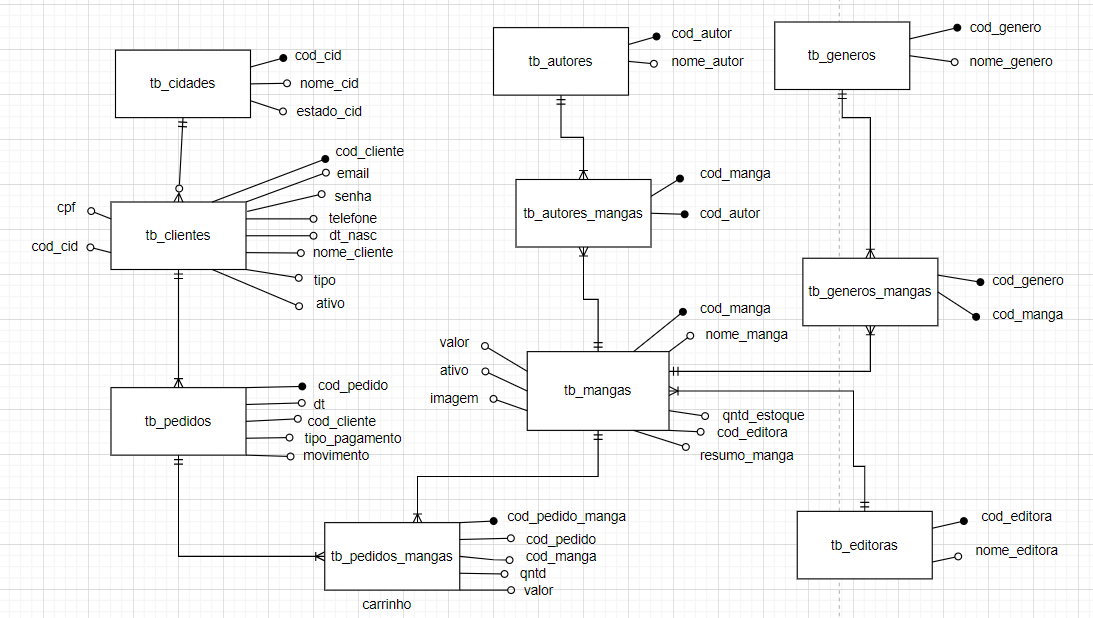 tb_cidades
cod_cid
nome_cid
estado_cid
tb_autores
cod_autor
nome_autor
tb_generos
cod_genero
nome_genero
cpf
cod_cid
tb_clientes
cod_cliente
email
senha
telefone
dt_nasc
nome_cliente
tipo
ativo
tb_autores_mangas
cod_manga
cod_autor
tb_generos_mangas
cod_genero
cod_manga
valor
ativo
imagem
tb_mangas
cod_manga
nome_manga
qntd_estoque
cod_editora
resumo_manga
tb_pedidos
cod_pedido
dt
cod_cliente
tipo_pagamento
movimento
tb_pedidos_mangas
cod_pedido_manga
cod_pedido
cod_manga
qntd
valor
carrinho
tb_editoras
cod_editora
nome_editora